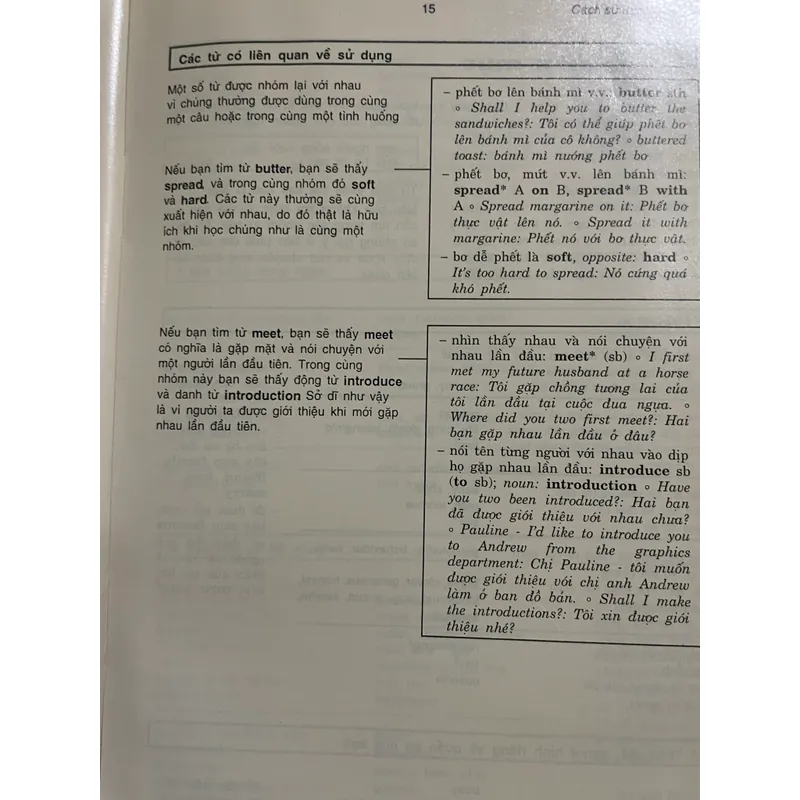 15
Cách sử
Các từ có liên quan về sử dụng
Một số từ được nhóm lại với nhau
vì chúng thường được dùng trong cùng
một câu hoặc trong cùng một tình huống
Nếu bạn tìm từ butter, bạn sẽ thấy
spread, và trong cùng nhóm đó soft
và hard. Các từ này thường sẽ cùng
xuất hiện với nhau, do đó thật là hữu
ích khi học chúng như là cùng một
nhóm.
– phết bơ lên bánh mì v.v.: butter sth
∘ Shall I help you to butter the
sandwiches?: Tôi có thể giúp phết bơ
lên bánh mì của cô không? ∘ buttered
toast: bánh mì nướng phết bơ
– phết bơ, mứt v.v. lên bánh mì:
spread* A on B, spread* B with
A ∘ Spread margarine on it: Phết bơ
thực vật lên nó. ∘ Spread it with
margarine: Phết nó với bơ thực vật.
– bơ dễ phết là soft, opposite: hard ∘
It's too hard to spread: Nó cứng quá
khó phết.
Nếu bạn tìm từ meet, bạn sẽ thấy meet
có nghĩa là gặp mặt và nói chuyện với
một người lần đầu tiên. Trong cùng
nhóm này bạn sẽ thấy động từ introduce
và danh từ introduction Sở dĩ như vậy
là vì người ta được giới thiệu khi mới gặp
nhau lần đầu tiên.
– nhìn thấy nhau và nói chuyện với
nhau lần đầu: meet* (sb) ∘ I first
met my future husband at a horse
race: Tôi gặp chồng tương lai của
tôi lần đầu tại cuộc đua ngựa. ∘
Where did you two first meet?: Hai
bạn gặp nhau lần đầu ở đâu?
– nói tên từng người với nhau vào dịp
họ gặp nhau lần đầu: introduce sb
(to sb); noun: introduction ∘ Have
you two been introduced?: Hai bạn
đã được giới thiệu với nhau chưa?
∘ Pauline - I'd like to introduce you
to Andrew from the graphics
department: Chị Pauline - tôi muốn
được giới thiệu với chị anh Andrew
làm ở ban đồ bản. ∘ Shall I make
the introductions?: Tôi xin được giới
thiệu nhé?